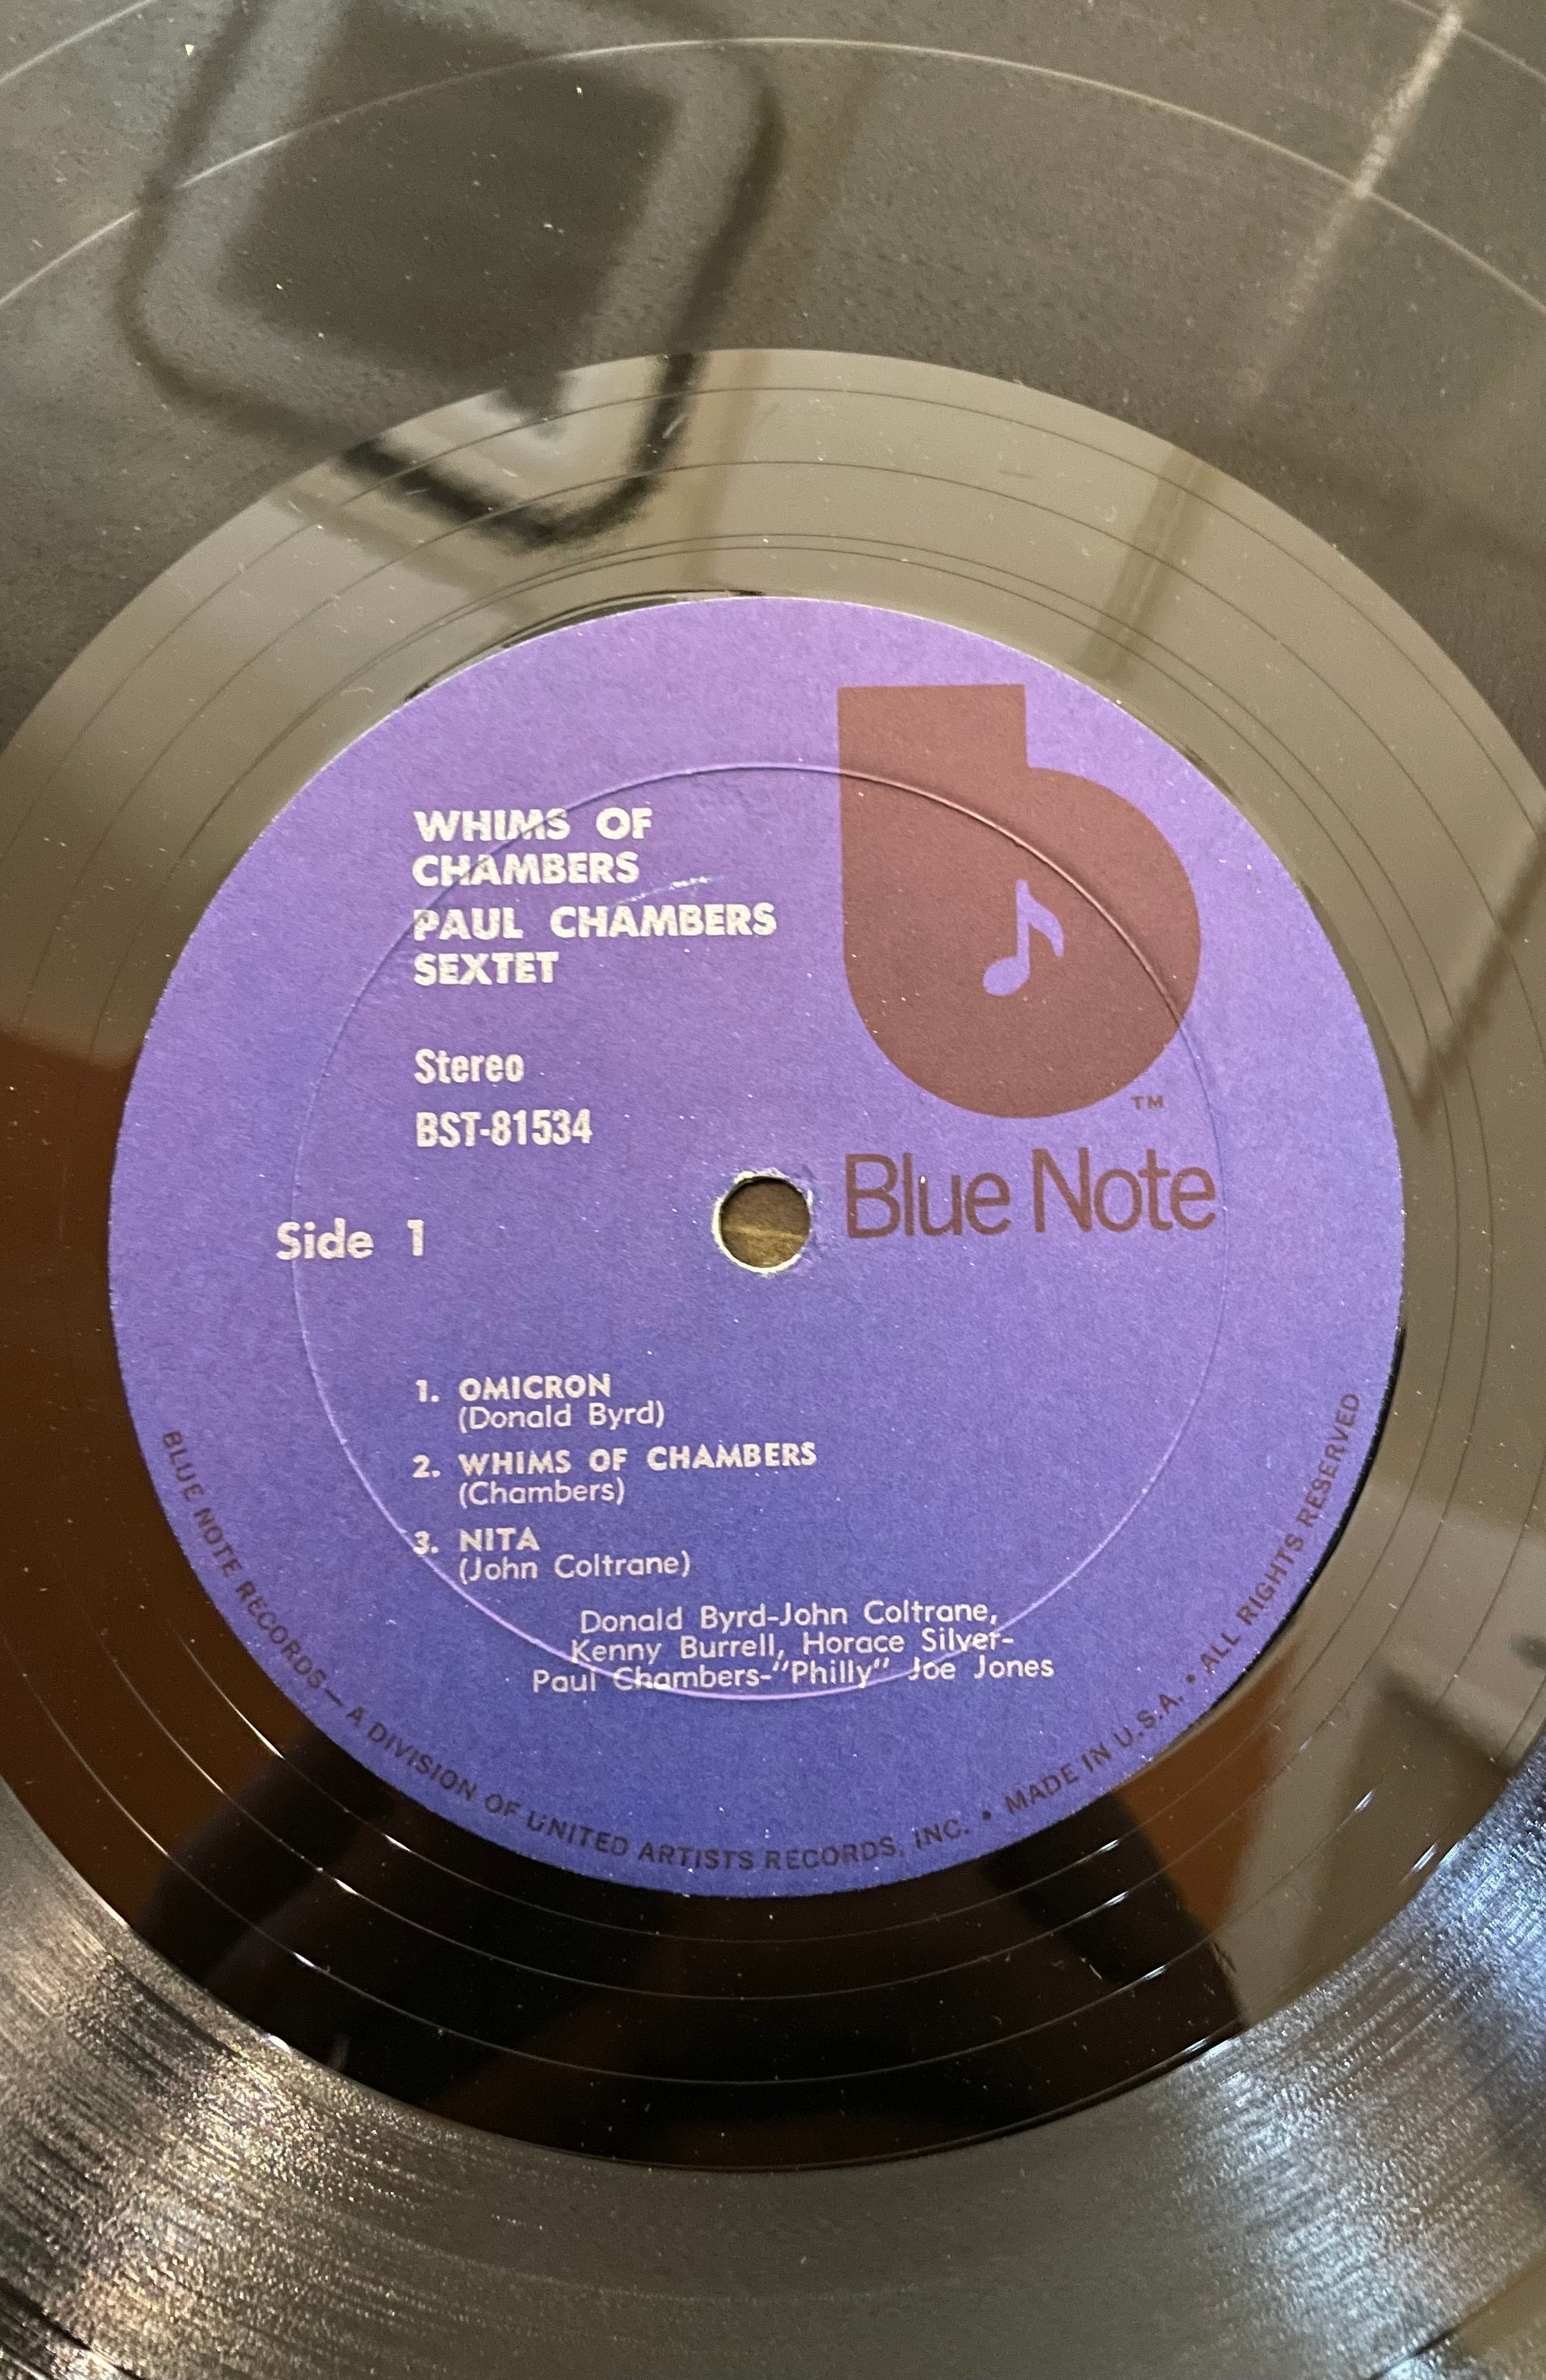 WHIMS OF
CHAMBERS
PAUL CHAMBERS
SEXTET
Stereo
BST-81534
TM
Blue Note
Side 1
1. OMICRON
(Donald Byrd)
2. WHIMS OF CHAMBERS
(Chambers)
3. NITA
(John Coltrane)
Donald Byrd-John Coltrane,
Kenny Burrell, Horace Silver-
Paul Chambers-"Philly" Joe Jones
BLUE NOTE RECORDS — A DIVISION OF UNITED ARTISTS RECORDS, INC. • MADE IN U.S.A. • ALL RIGHTS RESERVED